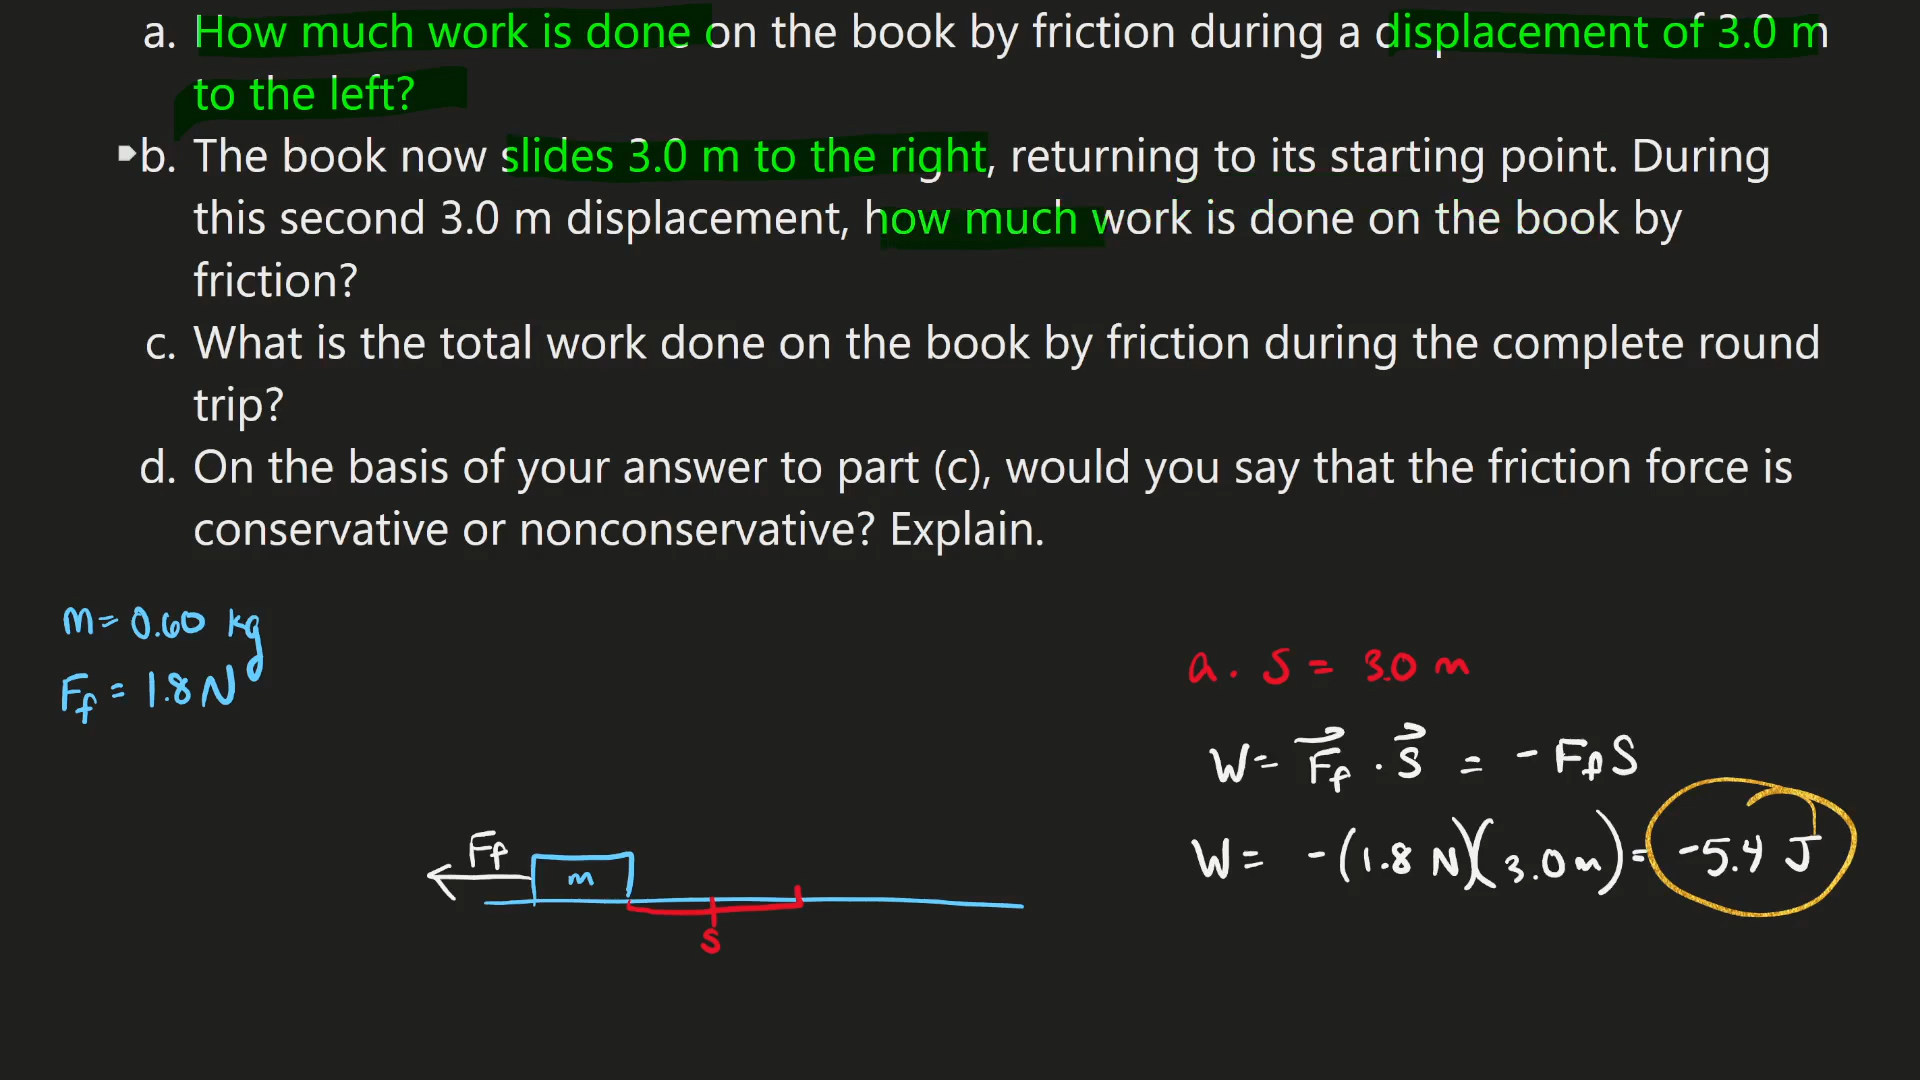 a. How much work is done on the book by friction during a displacement of 3.0 m
to the left?
b. The book now slides 3.0 m to the right, returning to its starting point. During
this second 3.0 m displacement, how much work is done on the book by
friction?
c. What is the total work done on the book by friction during the complete round
trip?
d. On the basis of your answer to part (c), would you say that the friction force is
conservative or nonconservative? Explain.
m = 0.60 kg
Ff = 1.8 N
a. S = 3.0 m
W = Ff · S = - Ff S
W = -(1.8 N)(3.0 m) = -5.4 J
Ff
m
S